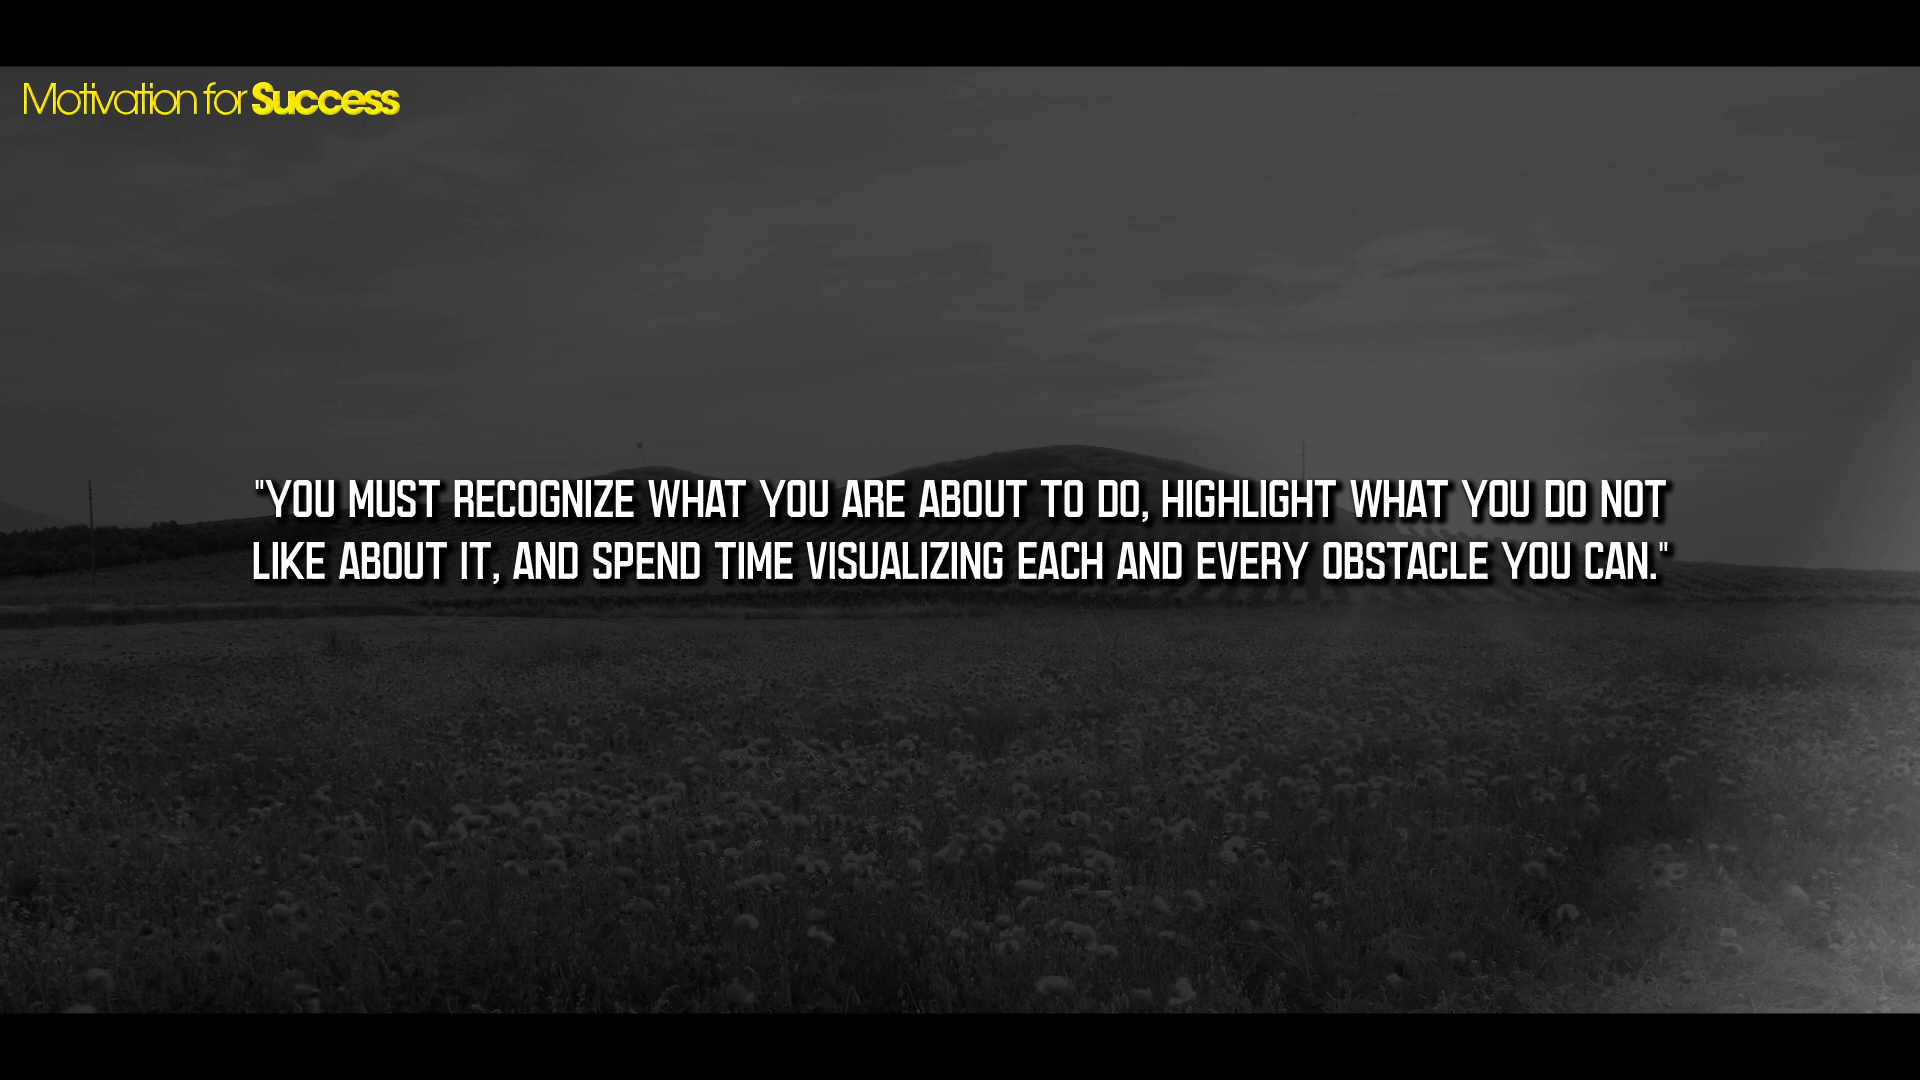 Motivation for Success
"YOU MUST RECOGNIZE WHAT YOU ARE ABOUT TO DO, HIGHLIGHT WHAT YOU DO NOT
LIKE ABOUT IT, AND SPEND TIME VISUALIZING EACH AND EVERY OBSTACLE YOU CAN."